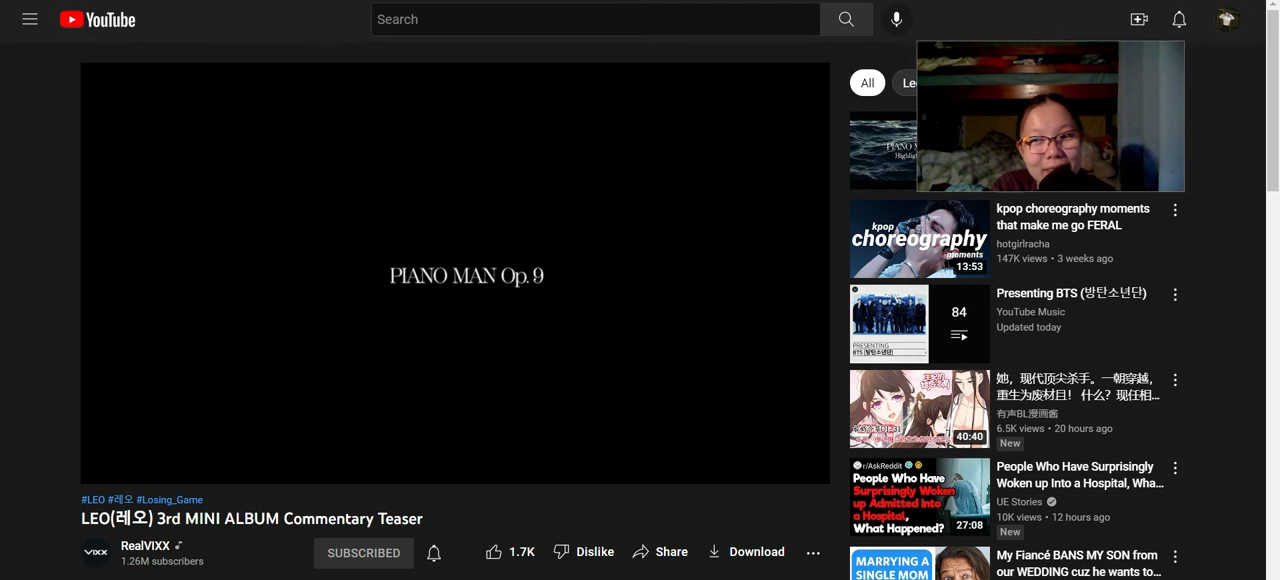 YouTube
Search
All
PIANO MAN Op. 9
kpop
choreography
moments
13:53
kpop choreography moments
that make me go FERAL
hotgirlracha
147K views • 3 weeks ago
84
PRESENTING
BTS (방탄소년단)
Presenting BTS (방탄소년단)
YouTube Music
Updated today
40:40
她，现代顶尖杀手。一朝穿越，
重生为废材且！ 什么？现任相...
有声BL漫画酱
6.5K views • 20 hours ago
New
r/AskReddit
People Who Have
Surprisingly Woken
up Admitted Into
a Hospital,
What Happened?
27:08
People Who Have Surprisingly
Woken up Into a Hospital, Wha...
UE Stories
10K views • 12 hours ago
New
MARRYING A
SINGLE MOM
My Fiancé BANS MY SON from
our WEDDING cuz he wants to...
#LEO #레오 #Losing_Game
LEO(레오) 3rd MINI ALBUM Commentary Teaser
VIXX
RealVIXX
1.26M subscribers
SUBSCRIBED
1.7K
Dislike
Share
Download